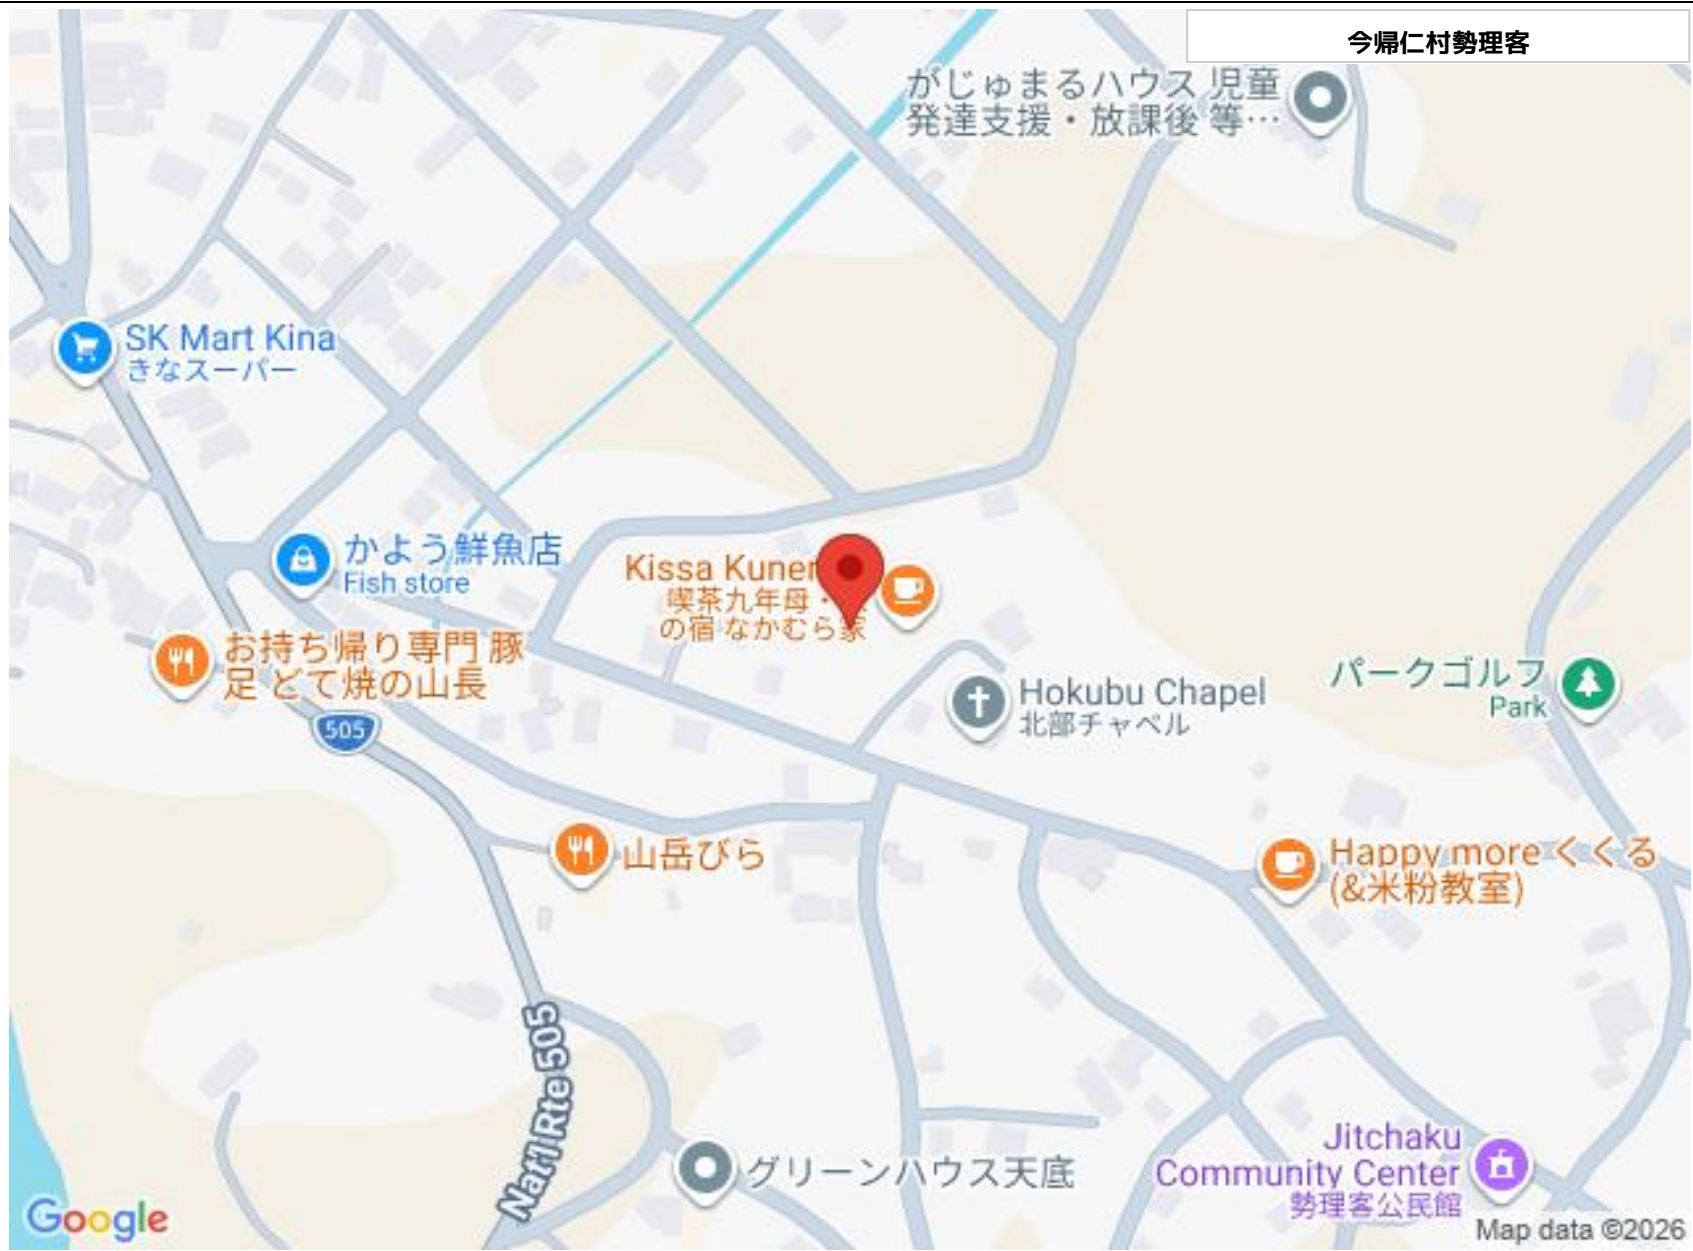 今帰仁村勢理客
がじゅまるハウス 児童
発達支援・放課後 等…
SK Mart Kina
きなスーパー
かよう鮮魚店
Fish store
Kissa Kuner
喫茶九年母・
の宿 なかむら家
お持ち帰り専門 豚
足 どて焼の山長
505
Hokubu Chapel
北部チャペル
パークゴルフ
Park
山岳びら
Happy more くくる
(&米粉教室)
Nat'l Rte 505
グリーンハウス天底
Jitchaku
Community Center
勢理客公民館
Google
Map data ©2026